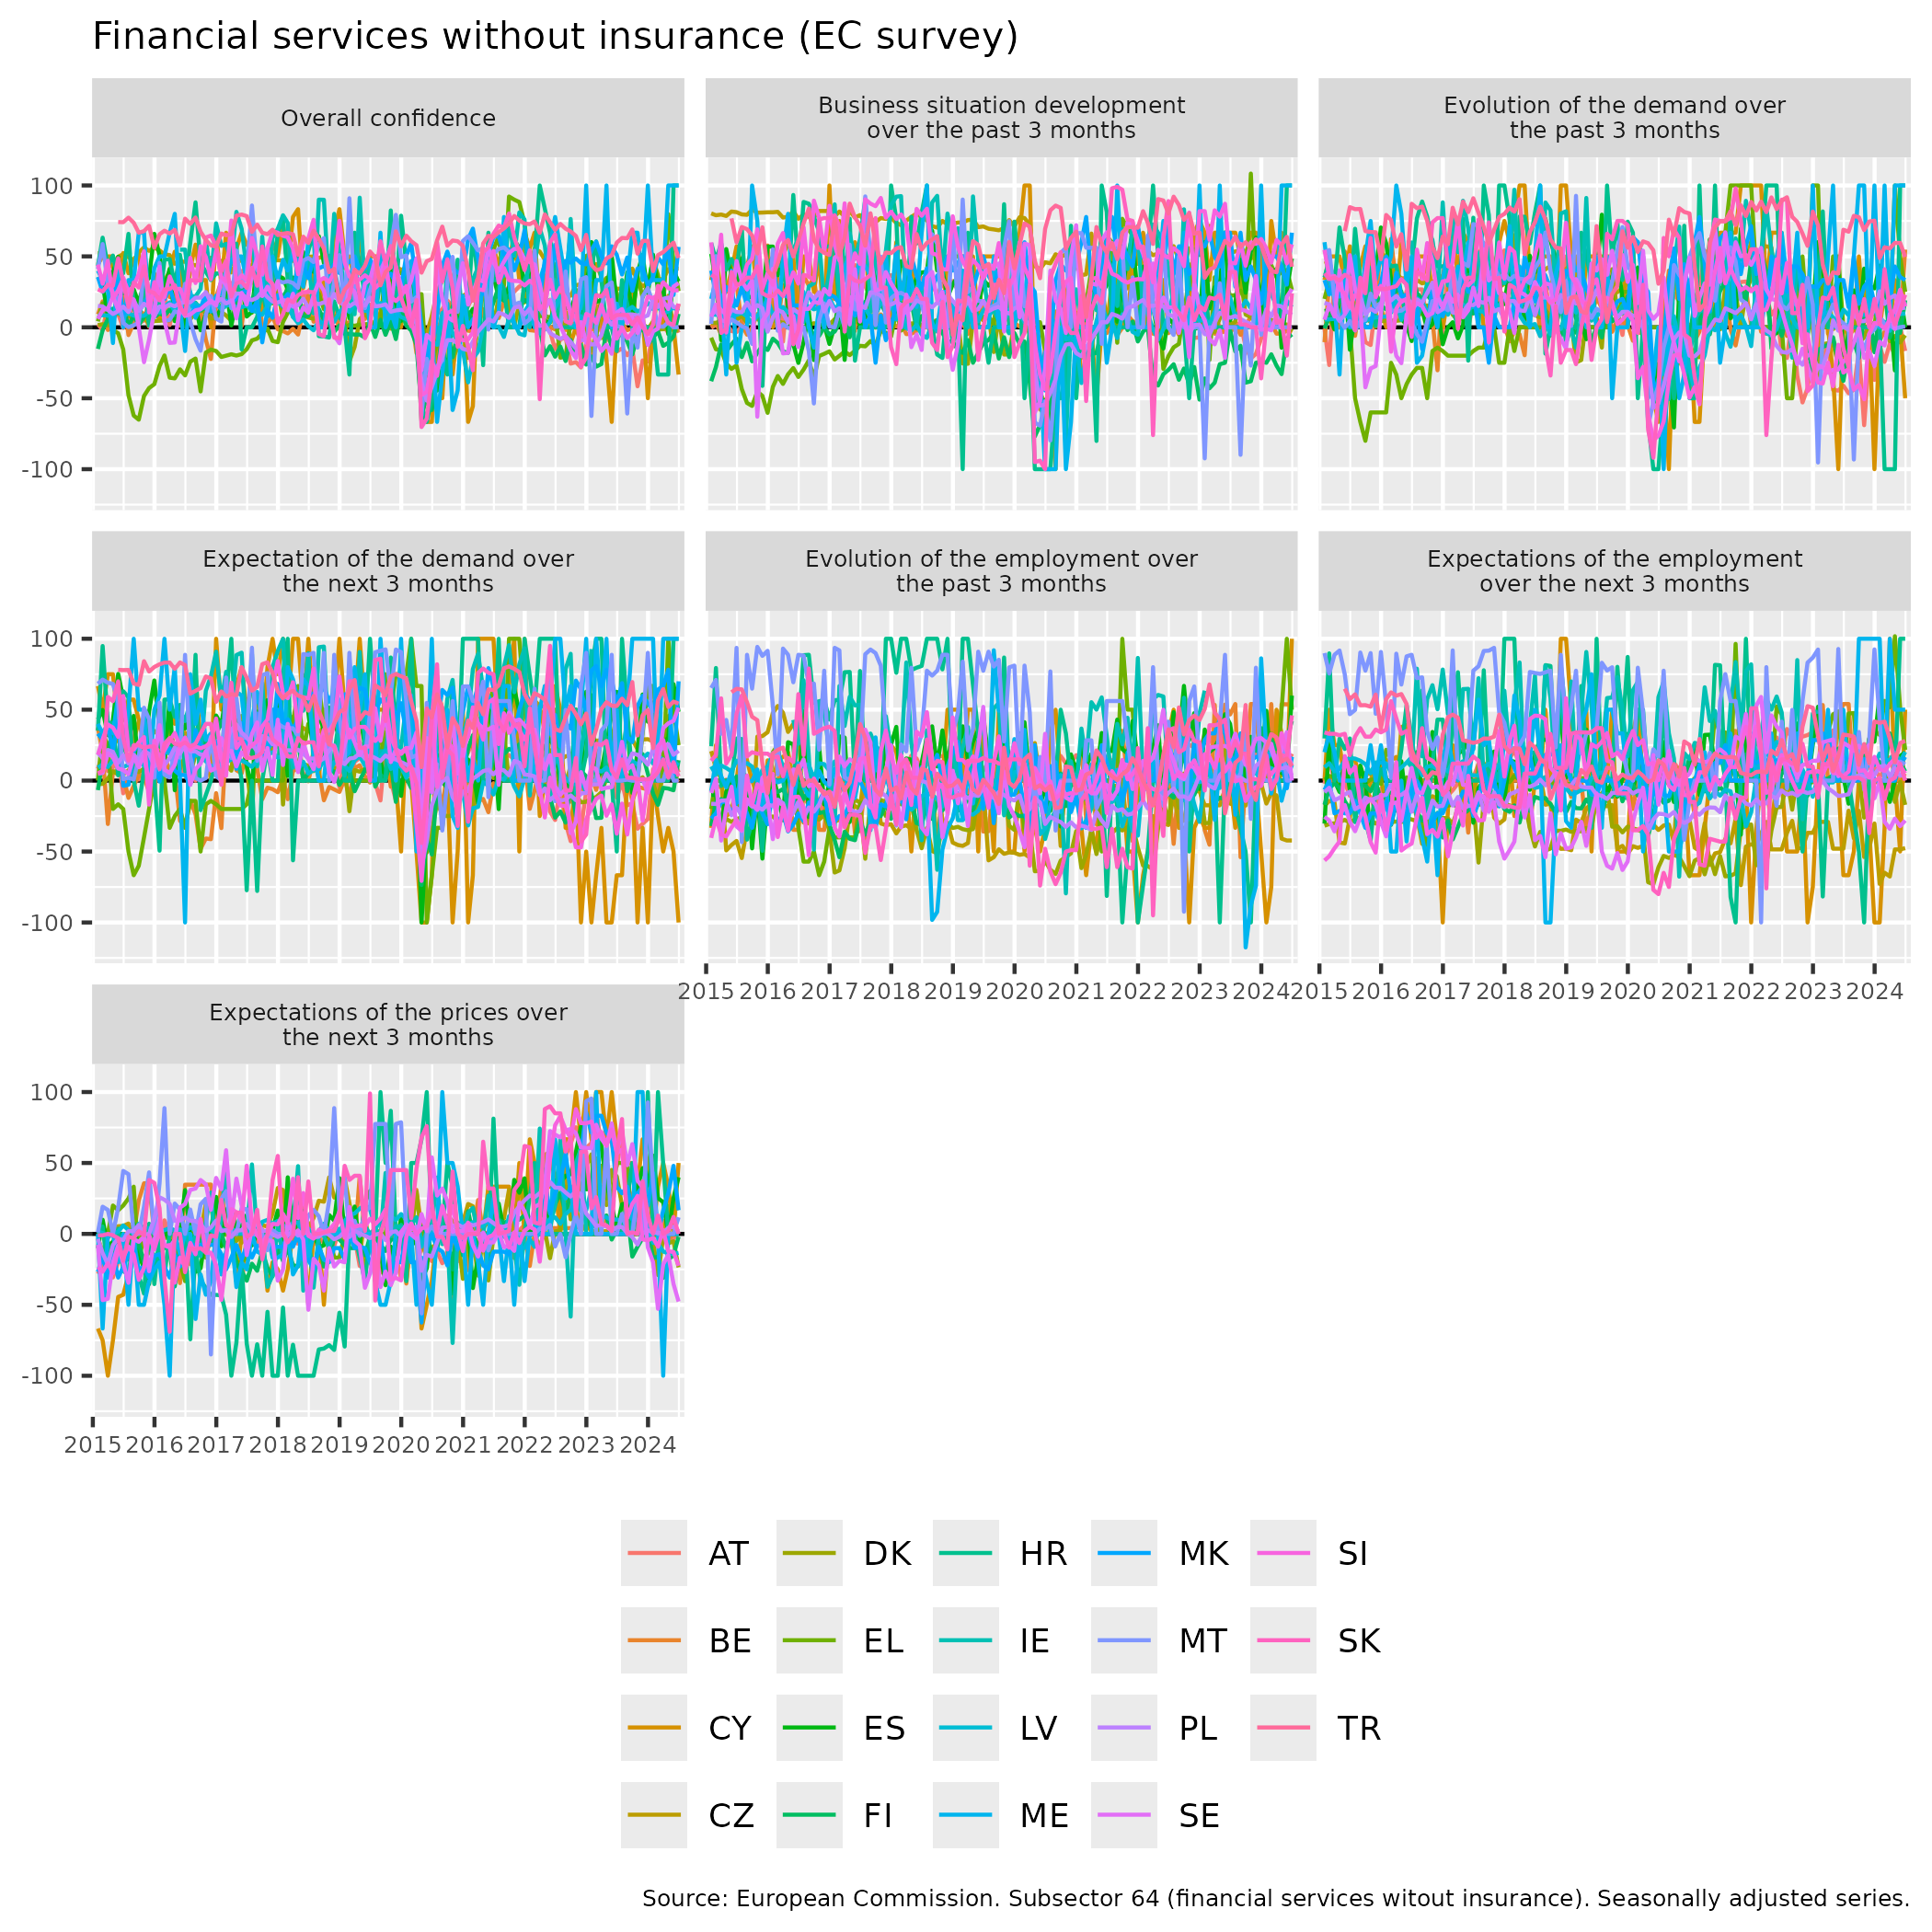 Financial services without insurance (EC survey)
Overall confidence
Business situation development
over the past 3 months
Evolution of the demand over
the past 3 months
100
50
0
-50
-100
Expectation of the demand over
the next 3 months
Evolution of the employment over
the past 3 months
Expectations of the employment
over the next 3 months
100
50
0
-50
-100
2015 2016 2017 2018 2019 2020 2021 2022 2023 2024
2015 2016 2017 2018 2019 2020 2021 2022 2023 2024
Expectations of the prices over
the next 3 months
100
50
0
-50
-100
2015 2016 2017 2018 2019 2020 2021 2022 2023 2024
AT DK HR MK SI
BE EL IE MT SK
CY ES LV PL TR
CZ FI ME SE
Source: European Commission. Subsector 64 (financial services witout insurance). Seasonally adjusted series.